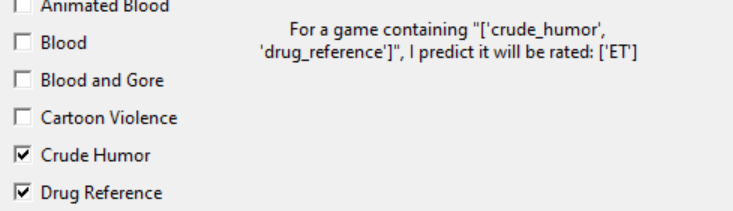 Animated Blood
Blood
Blood and Gore
Cartoon Violence
Crude Humor
Drug Reference
For a game containing "['crude_humor',
'drug_reference']", I predict it will be rated: ['ET']